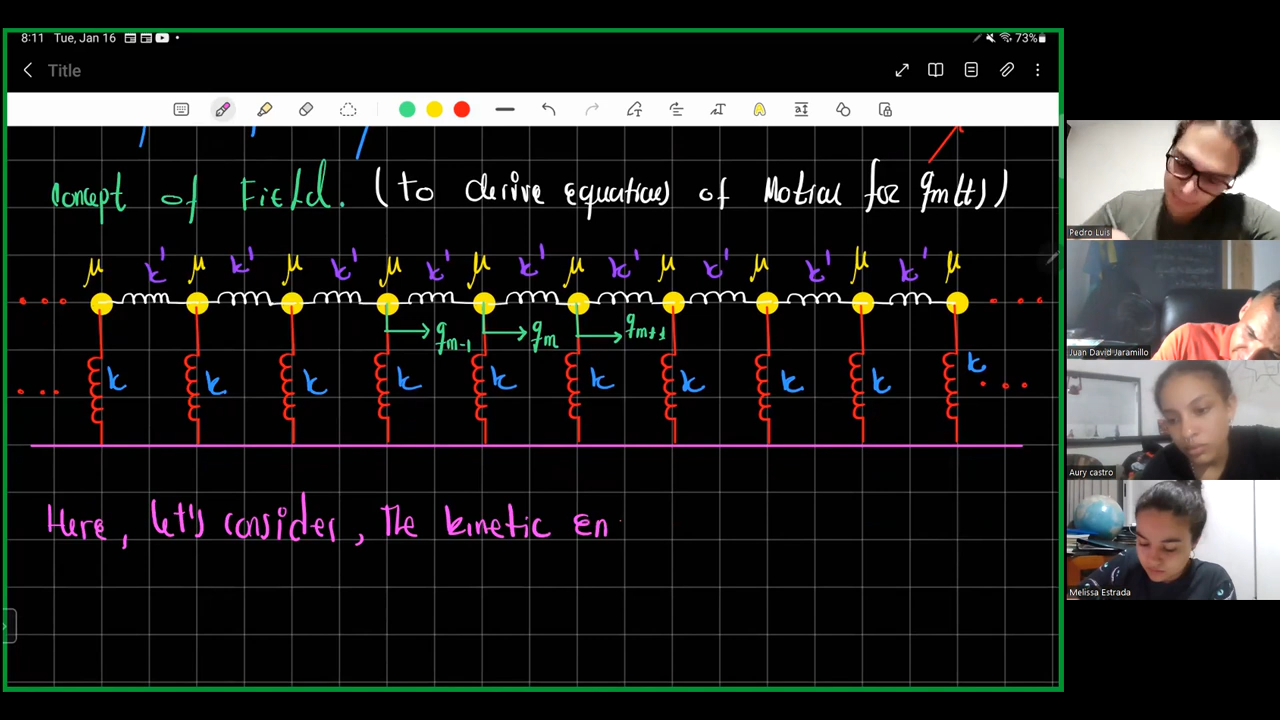 8:11 Tue, Jan 16
73%
Title
Concept of Field. (to derive equations of Motion for qm(t))
μ k' μ k' μ k' μ k' μ k' μ k' μ k' μ k' μ k' μ
qm-1 qm qm+1
k k k k k k k k k k
Here, let's consider, The kinetic En
Pedro Luis
Juan David Jaramillo
Aury castro
Melissa Estrada